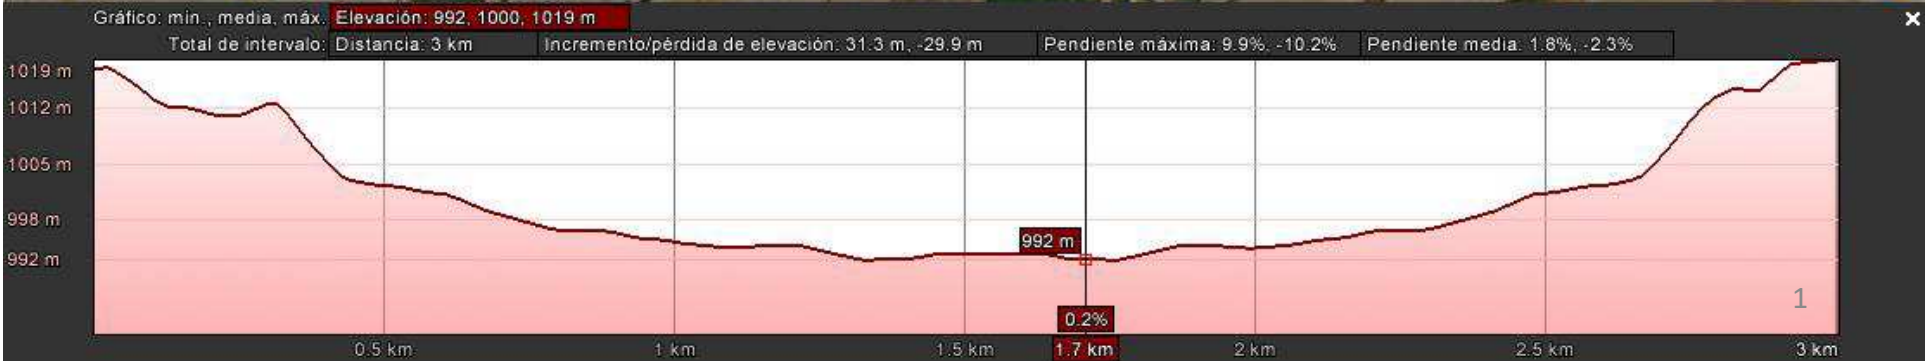 Gráfico: mín., media, máx. Elevación: 992, 1000, 1019 m
Total de intervalo: Distancia: 3 km Incremento/pérdida de elevación: 31.3 m, -29.9 m Pendiente máxima: 9.9%, -10.2% Pendiente media: 1.8%, -2.3%
1019 m
1012 m
1005 m
998 m
992 m
992 m
1
0.2%
0.5 km 1 km 1.5 km 1.7 km 2 km 2.5 km 3 km